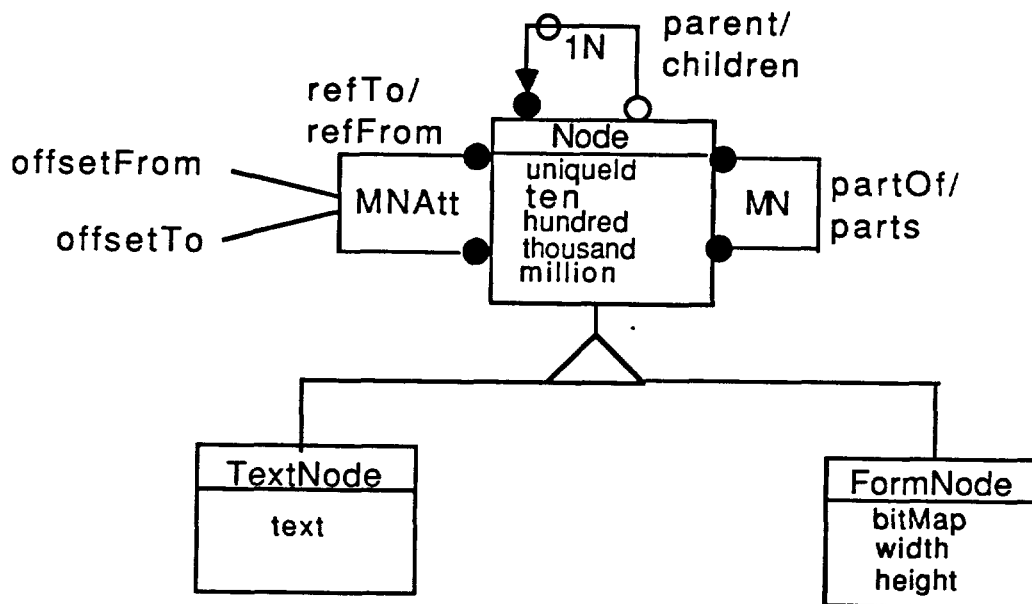 parent/
children
1N
refTo/
refFrom
offsetFrom
offsetTo
MNAtt
Node
uniqueId
ten
hundred
thousand
million
MN
partOf/
parts
TextNode
text
FormNode
bitMap
width
height